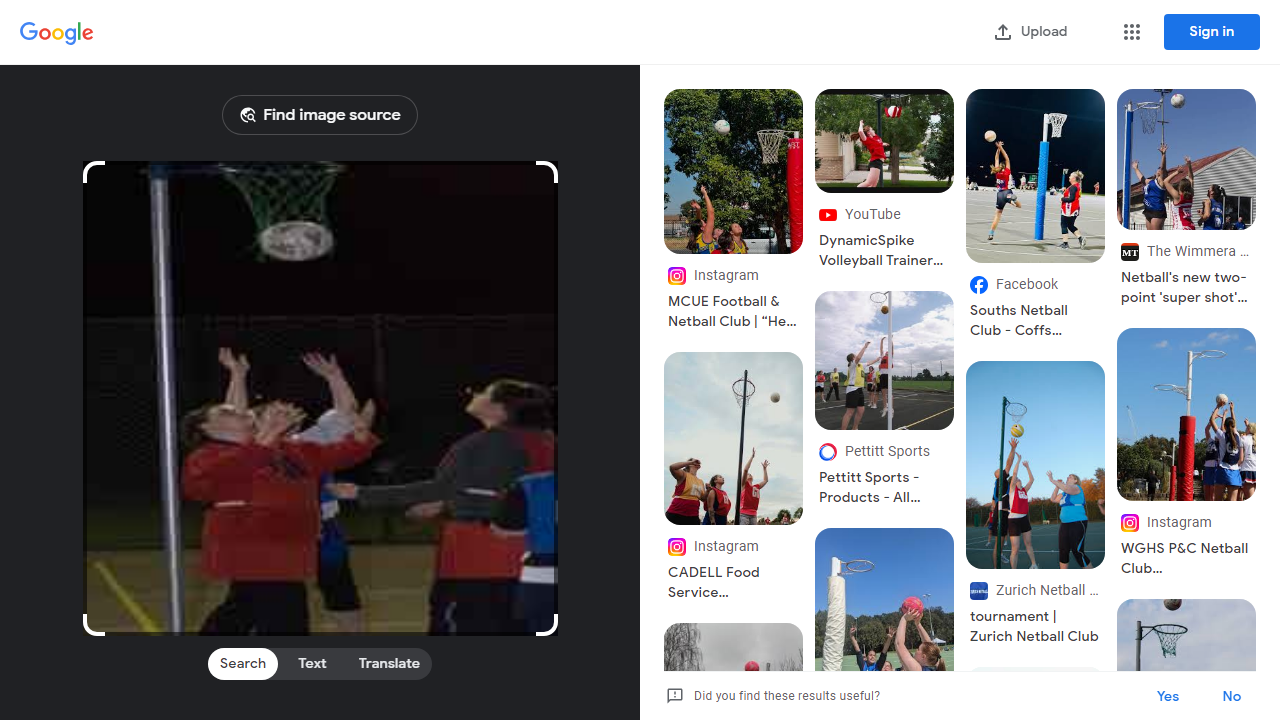 Google
Upload
Sign in
Find image source
Search
Text
Translate
Instagram
MCUE Football &
Netball Club | “He...
Instagram
CADELL Food
Service...
YouTube
DynamicSpike
Volleyball Trainer...
Pettitt Sports
Pettitt Sports -
Products - All...
Facebook
Souths Netball
Club - Coffs...
Zurich Netball ...
tournament |
Zurich Netball Club
MT
The Wimmera ...
Netball's new two-
point 'super shot'...
Instagram
WGHS P&C Netball
Club...
Did you find these results useful?
Yes
No